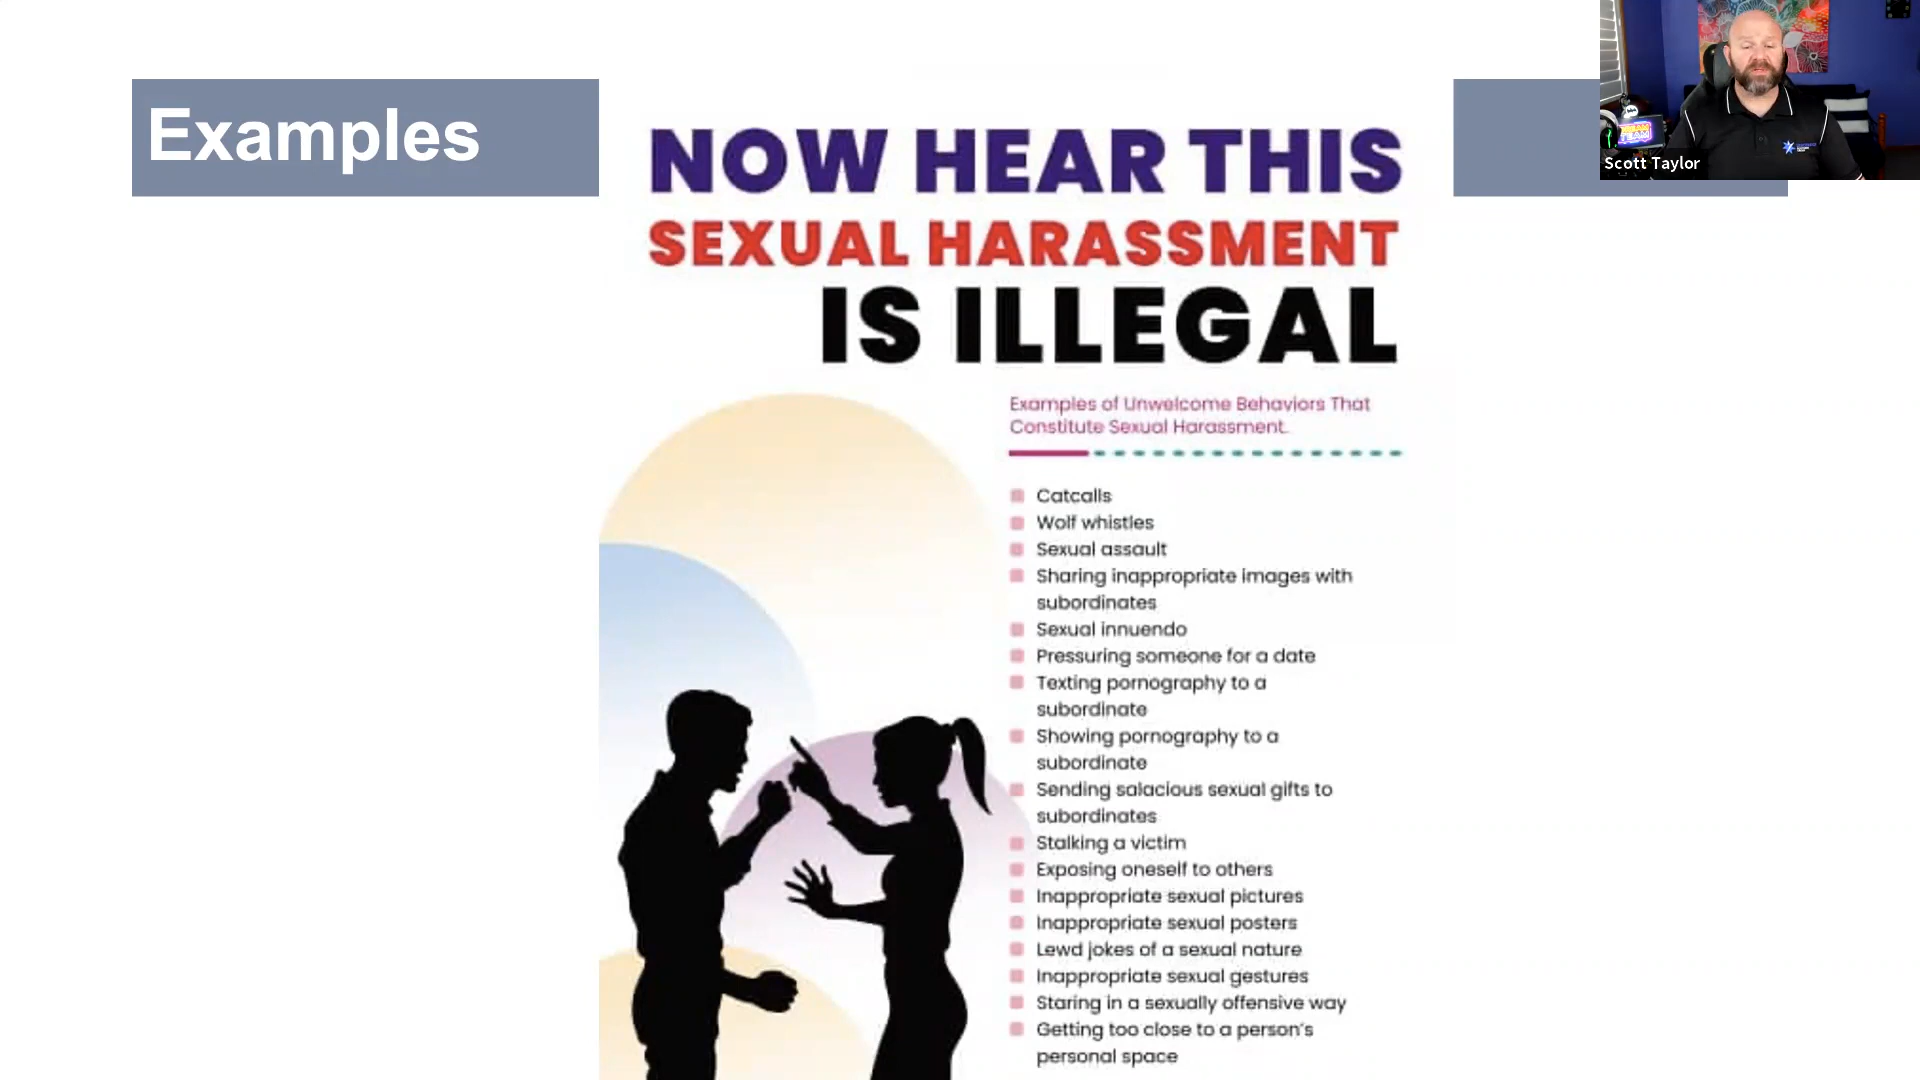 Examples
NOW HEAR THIS
SEXUAL HARASSMENT
IS ILLEGAL
Examples of Unwelcome Behaviors That
Constitute Sexual Harassment.
Catcalls
Wolf whistles
Sexual assault
Sharing inappropriate images with
subordinates
Sexual innuendo
Pressuring someone for a date
Texting pornography to a
subordinate
Showing pornography to a
subordinate
Sending salacious sexual gifts to
subordinates
Stalking a victim
Exposing oneself to others
Inappropriate sexual pictures
Inappropriate sexual posters
Lewd jokes of a sexual nature
Inappropriate sexual gestures
Staring in a sexually offensive way
Getting too close to a person's
personal space
Scott Taylor